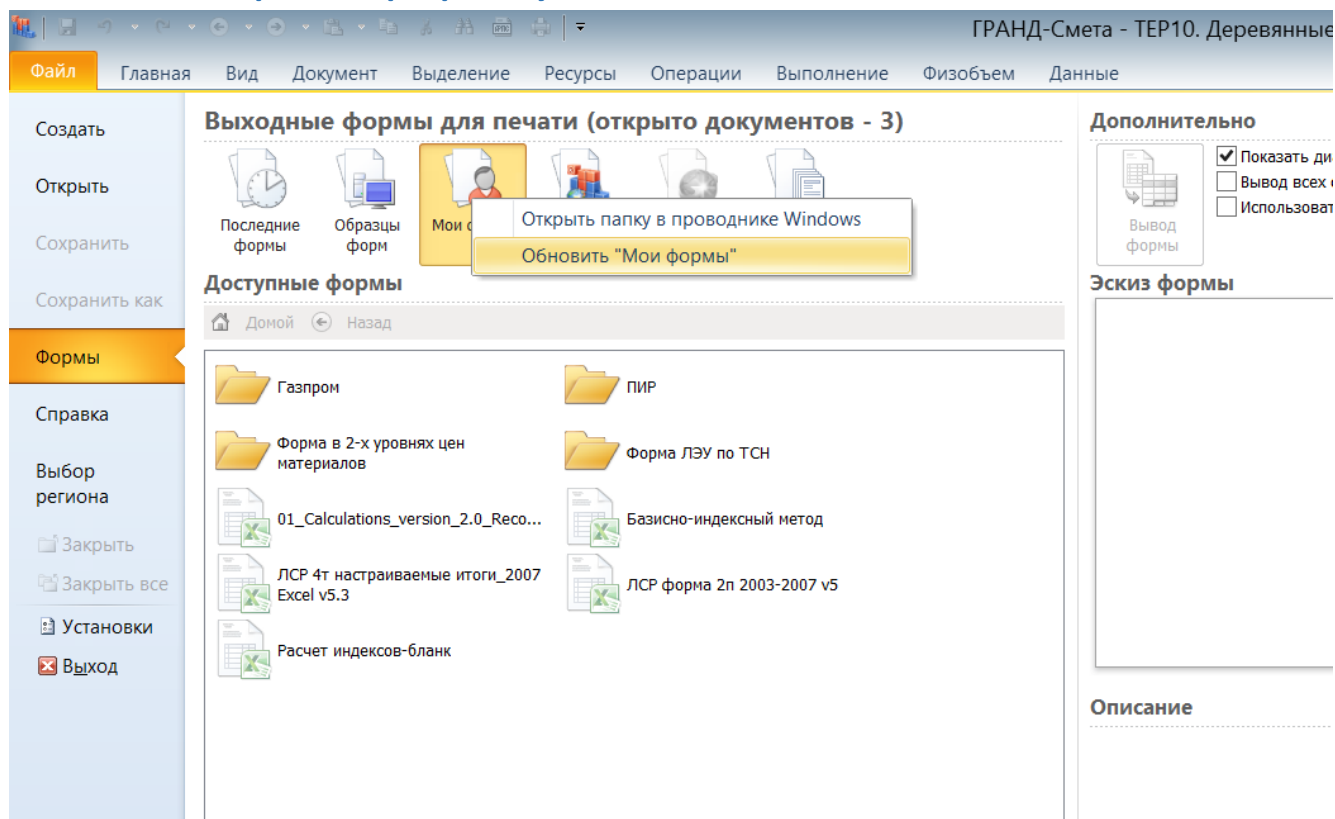 ГРАНД-Смета - ТЕР10. Деревянные
Файл Главная Вид Документ Выделение Ресурсы Операции Выполнение Физобъем Данные
Создать
Открыть
Сохранить
Сохранить как
Формы
Справка
Выбор
региона
Закрыть
Закрыть все
Установки
Выход
Выходные формы для печати (открыто документов - 3)
Последние
формы
Образцы
форм
Мои
Открыть папку в проводнике Windows
Обновить "Мои формы"
Доступные формы
Домой Назад
Газпром
ПИР
Форма в 2-х уровнях цен
материалов
Форма ЛЭУ по ТСН
01_Calculations_version_2.0_Reco...
Базисно-индексный метод
ЛСР 4т настраиваемые итоги_2007
Excel v5.3
ЛСР форма 2п 2003-2007 v5
Расчет индексов-бланк
Дополнительно
Вывод
формы
Показать ди
Вывод всех
Использоват
Эскиз формы
Описание